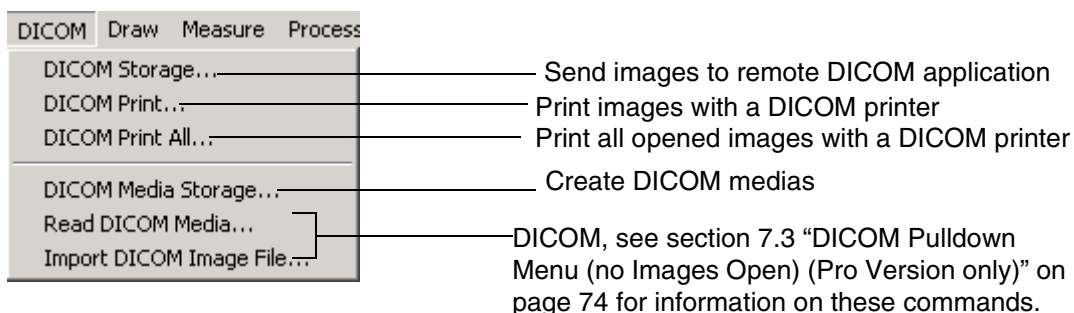 DICOM Draw Measure Process
DICOM Storage...
Send images to remote DICOM application
DICOM Print...
Print images with a DICOM printer
DICOM Print All...
Print all opened images with a DICOM printer
DICOM Media Storage...
Create DICOM medias
Read DICOM Media...
Import DICOM Image File...
DICOM, see section 7.3 “DICOM Pulldown
Menu (no Images Open) (Pro Version only)” on
page 74 for information on these commands.